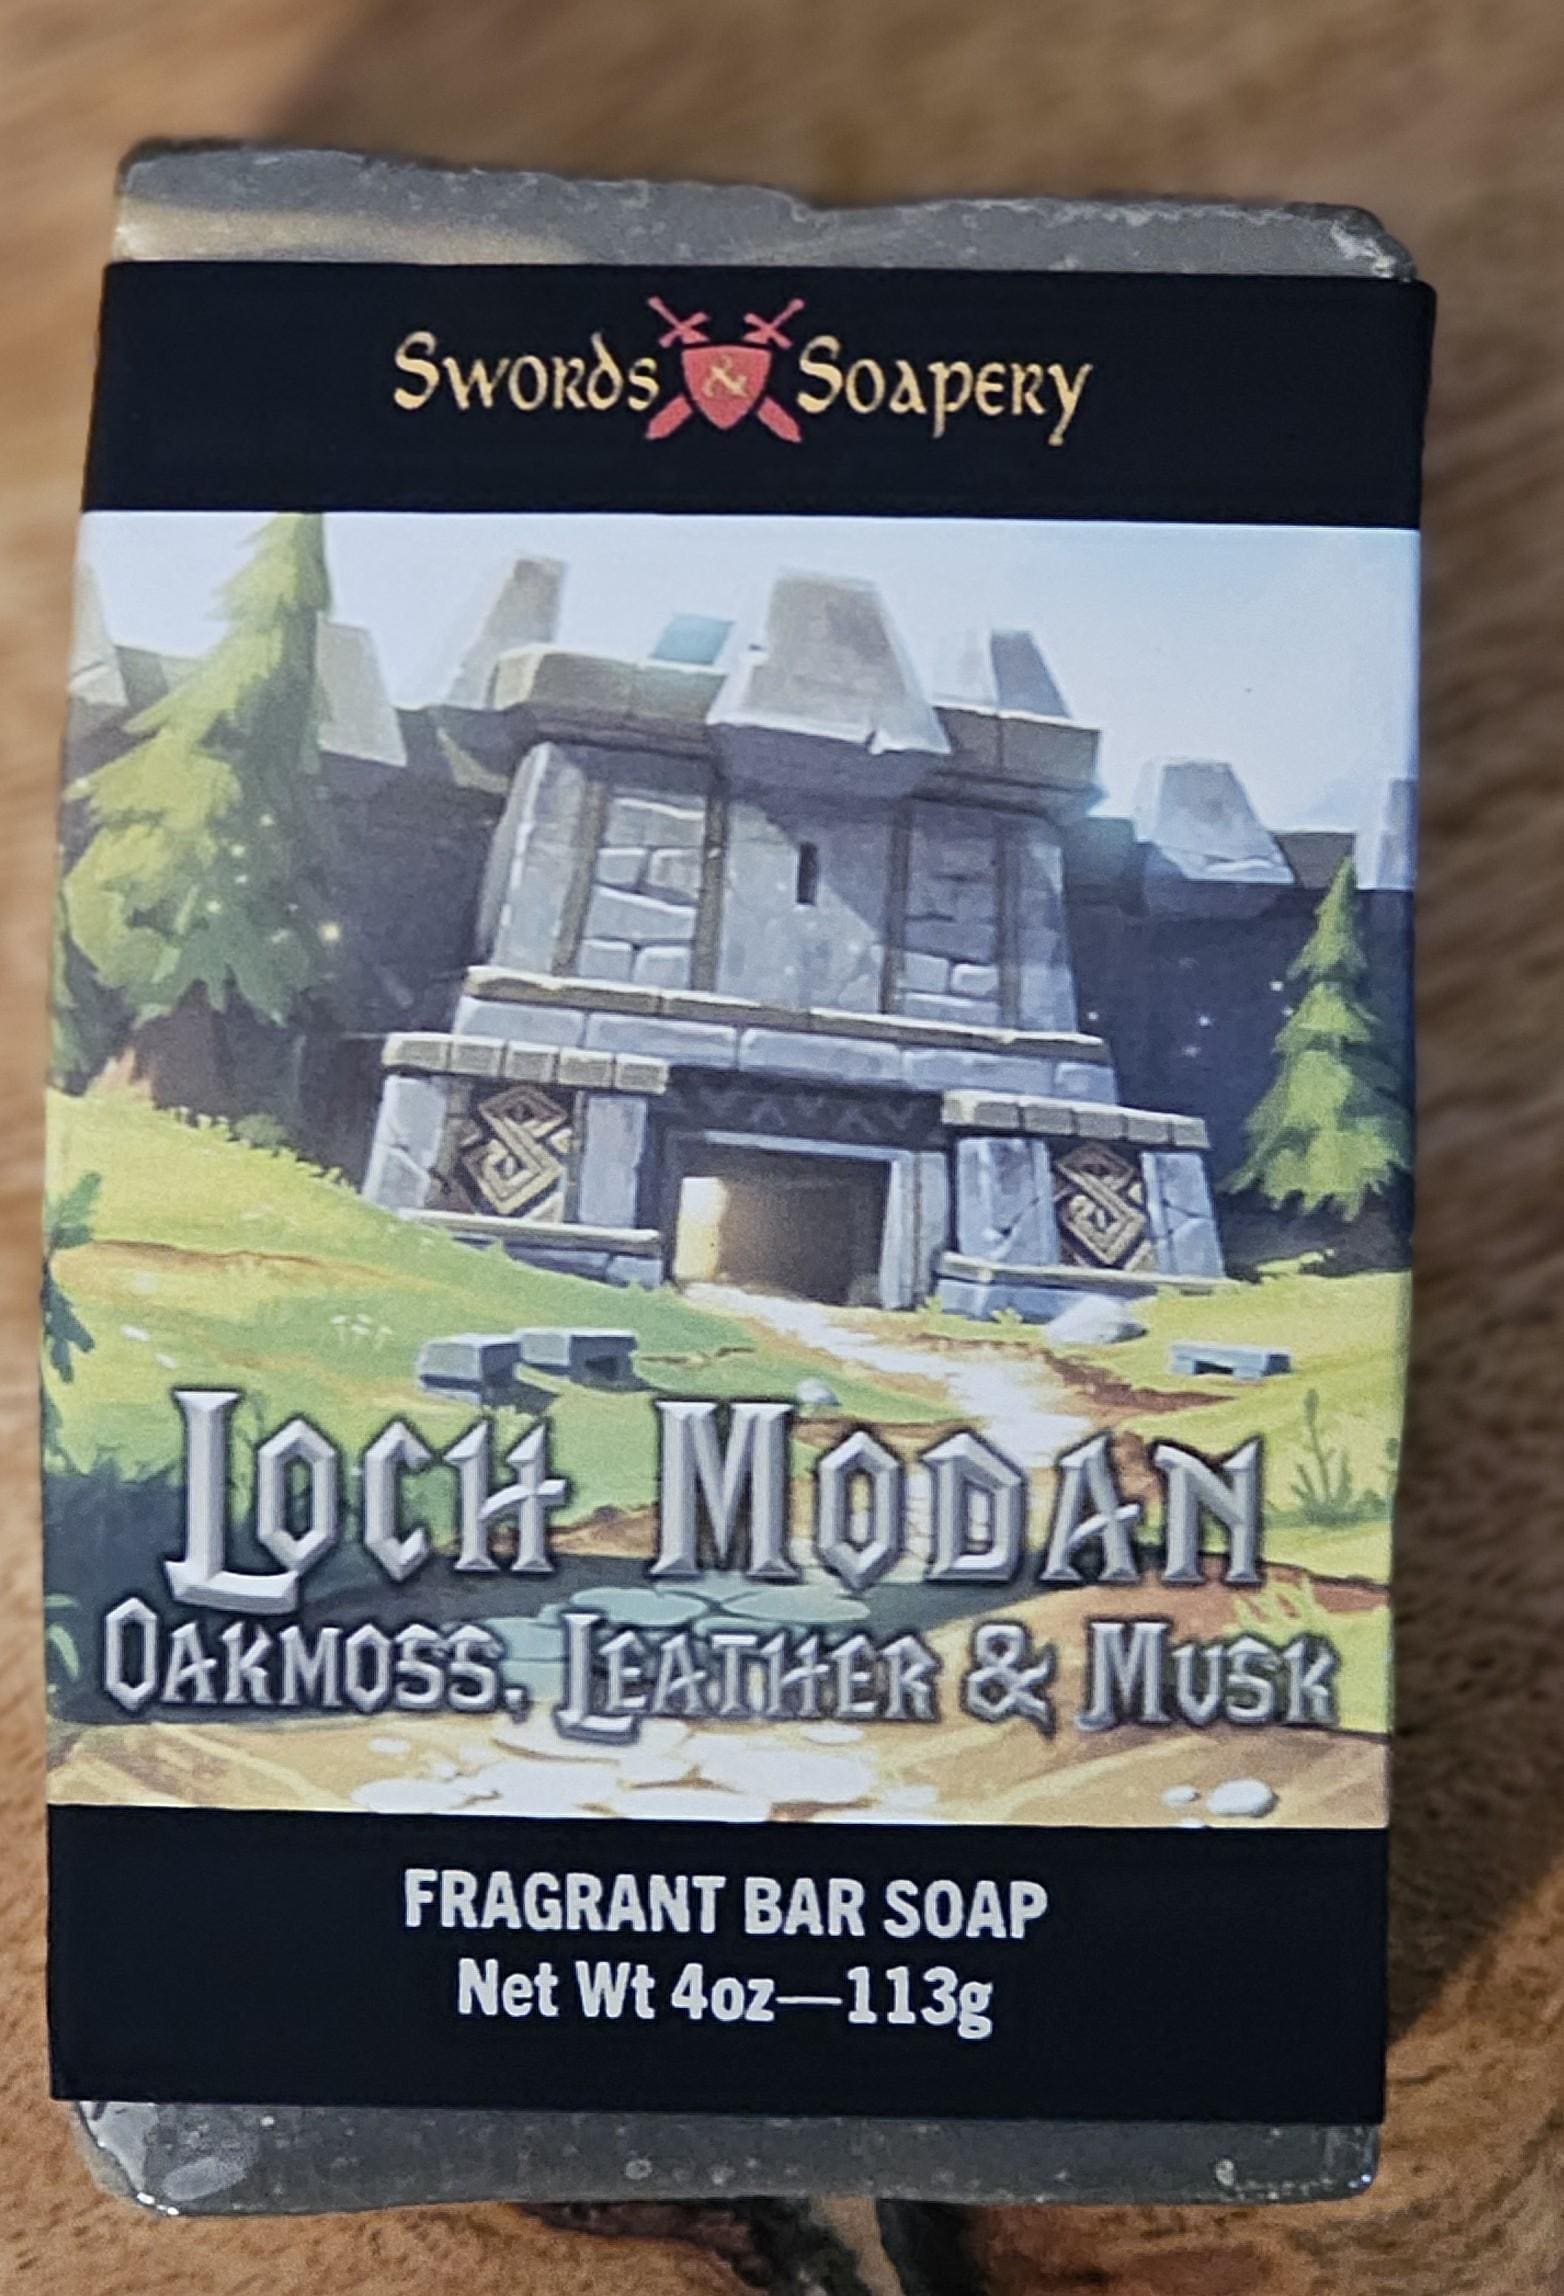 Swords & Soapery
Loch Modan
Oakmoss, Leather & Musk
FRAGRANT BAR SOAP
Net Wt 4oz—113g